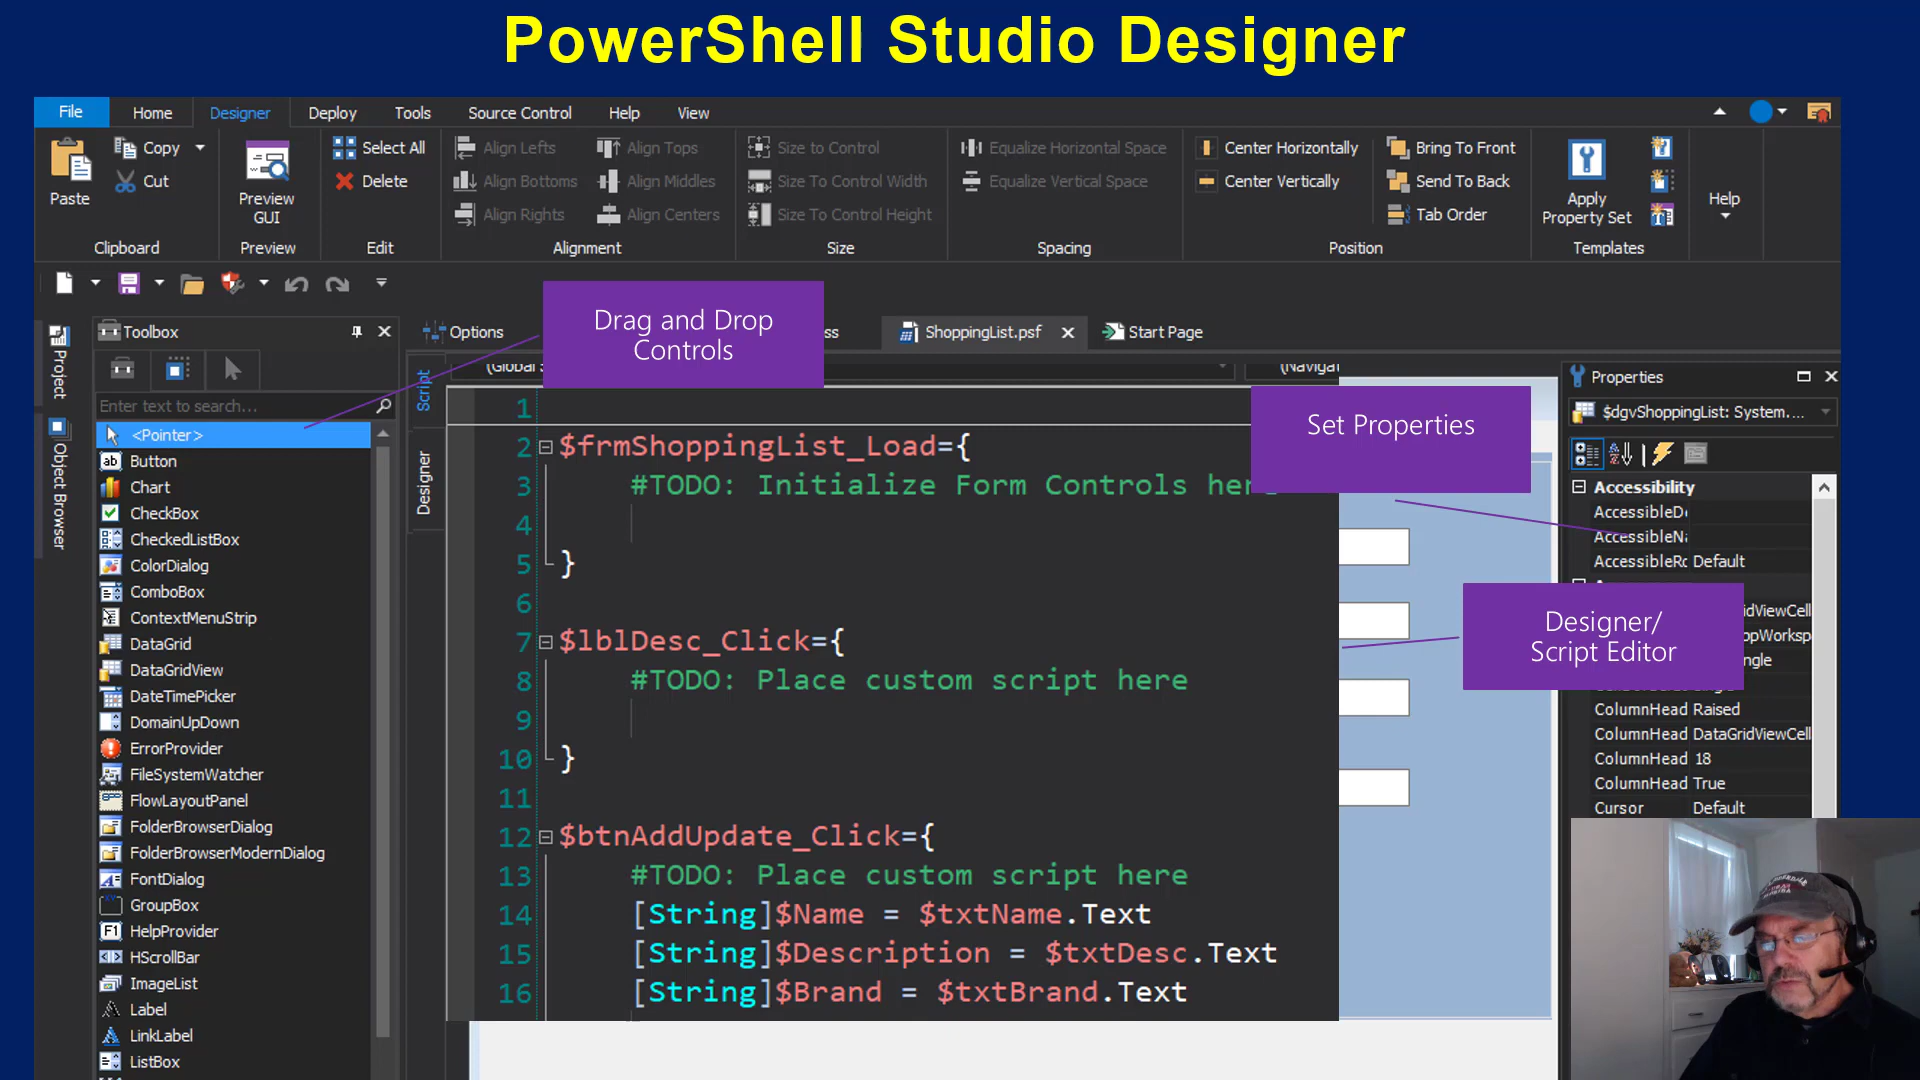 PowerShell Studio Designer
File Home Designer Deploy Tools Source Control Help View
Paste
Copy
Cut
Clipboard
Preview
GUI
Preview
Select All
Delete
Edit
Align Lefts
Align Bottoms
Align Rights
Align Tops
Align Middles
Align Centers
Alignment
Size to Control
Size To Control Width
Size To Control Height
Size
Equalize Horizontal Space
Equalize Vertical Space
Spacing
Center Horizontally
Center Vertically
Bring To Front
Send To Back
Tab Order
Position
Apply
Property Set
Templates
Help
Project
Object Browser
Toolbox
Enter text to search...
<Pointer>
Button
Chart
CheckBox
CheckedListBox
ColorDialog
ComboBox
ContextMenuStrip
DataGrid
DataGridView
DateTimePicker
DomainUpDown
ErrorProvider
FileSystemWatcher
FlowLayoutPanel
FolderBrowserDialog
FolderBrowserModernDialog
FontDialog
GroupBox
HelpProvider
HScrollBar
ImageList
Label
LinkLabel
ListBox
Drag and Drop
Controls
Options
ss
ShoppingList.psf
Start Page
Script
Designer
(Global
(Navigat
1
2 $frmShoppingList_Load={
3 #TODO: Initialize Form Controls here
4
5 }
6
7 $lblDesc_Click={
8 #TODO: Place custom script here
9
10 }
11
12 $btnAddUpdate_Click={
13 #TODO: Place custom script here
14 [String]$Name = $txtName.Text
15 [String]$Description = $txtDesc.Text
16 [String]$Brand = $txtBrand.Text
Set Properties
Designer/
Script Editor
Properties
$dgvShoppingList: System....
Accessibility
AccessibleD
AccessibleN
AccessibleRc Default
idViewCell
ppWorksp
ngle
ColumnHead Raised
ColumnHead DataGridViewCell
ColumnHead 18
ColumnHead True
Cursor Default